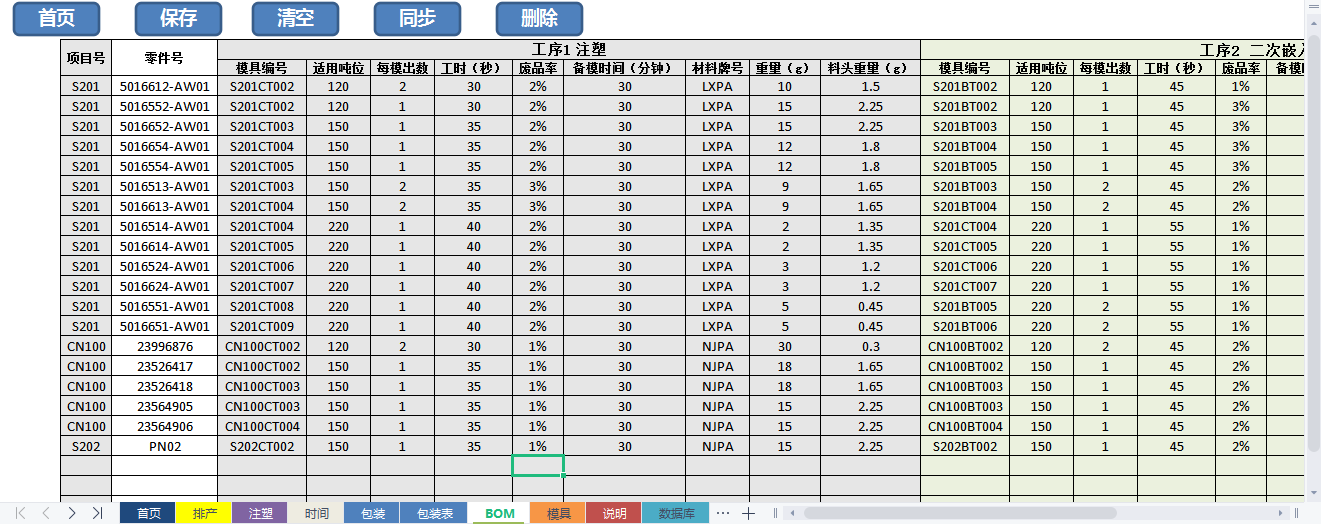 首页 保存 清空 同步 删除
项目号 零件号 工序1 注塑 工序2 二次嵌入
模具编号 适用吨位 每模出数 工时（秒） 废品率 备模时间（分钟） 材料牌号 重量（g） 料头重量（g） 模具编号 适用吨位 每模出数 工时（秒） 废品率 备模
S201 5016612-AW01 S201CT002 120 2 30 2% 30 LXPA 10 1.5 S201BT002 120 1 45 1%
S201 5016552-AW01 S201CT002 120 1 30 2% 30 LXPA 15 2.25 S201BT002 120 1 45 3%
S201 5016652-AW01 S201CT003 150 1 35 2% 30 LXPA 15 2.25 S201BT003 150 1 45 3%
S201 5016654-AW01 S201CT004 150 1 35 2% 30 LXPA 12 1.8 S201BT004 150 1 45 3%
S201 5016554-AW01 S201CT005 150 1 35 2% 30 LXPA 12 1.8 S201BT005 150 1 45 3%
S201 5016513-AW01 S201CT003 150 2 35 3% 30 LXPA 9 1.65 S201BT003 150 2 45 2%
S201 5016613-AW01 S201CT004 150 2 35 3% 30 LXPA 9 1.65 S201BT004 150 2 45 2%
S201 5016514-AW01 S201CT004 220 1 40 2% 30 LXPA 2 1.35 S201CT004 220 1 55 1%
S201 5016614-AW01 S201CT005 220 1 40 2% 30 LXPA 2 1.35 S201CT005 220 1 55 1%
S201 5016524-AW01 S201CT006 220 1 40 2% 30 LXPA 3 1.2 S201CT006 220 1 55 1%
S201 5016624-AW01 S201CT007 220 1 40 2% 30 LXPA 3 1.2 S201CT007 220 1 55 1%
S201 5016551-AW01 S201CT008 220 1 40 2% 30 LXPA 5 0.45 S201BT005 220 2 55 1%
S201 5016651-AW01 S201CT009 220 1 40 2% 30 LXPA 5 0.45 S201BT006 220 2 55 1%
CN100 23996876 CN100CT002 120 2 30 1% 30 NJPA 30 0.3 CN100BT002 120 2 45 2%
CN100 23526417 CN100CT002 150 1 35 1% 30 NJPA 18 1.65 CN100BT002 150 1 45 2%
CN100 23526418 CN100CT003 150 1 35 1% 30 NJPA 18 1.65 CN100BT003 150 1 45 2%
CN100 23564905 CN100CT003 150 1 35 1% 30 NJPA 15 2.25 CN100BT003 150 1 45 2%
CN100 23564906 CN100CT004 150 1 35 1% 30 NJPA 15 2.25 CN100BT004 150 1 45 2%
S202 PN02 S202CT002 150 1 35 1% 30 NJPA 15 2.25 S202BT002 150 1 45 2%
首页 排产 注塑 时间 包装 包装表 BOM 模具 说明 数据库